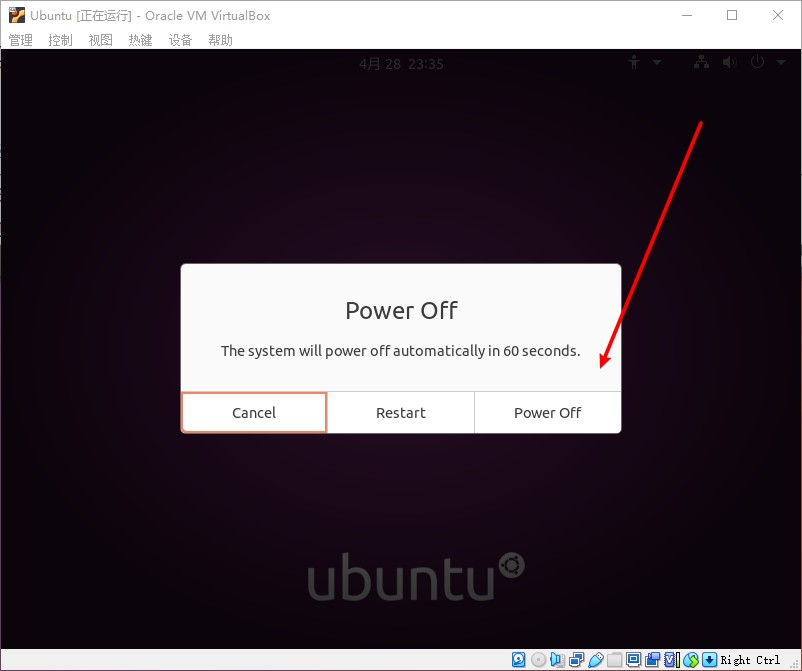 Ubuntu [正在运行] - Oracle VM VirtualBox
管理 控制 视图 热键 设备 帮助
4月 28 23:35
Power Off
The system will power off automatically in 60 seconds.
Cancel Restart Power Off
ubuntu
Right Ctrl